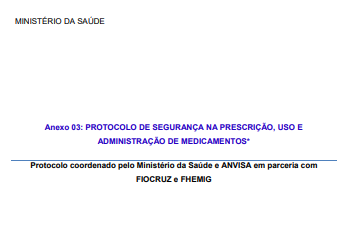 MINISTÉRIO DA SAÚDE
Anexo 03: PROTOCOLO DE SEGURANÇA NA PRESCRIÇÃO, USO E
ADMINISTRAÇÃO DE MEDICAMENTOS*
Protocolo coordenado pelo Ministério da Saúde e ANVISA em parceria com
FIOCRUZ e FHEMIG